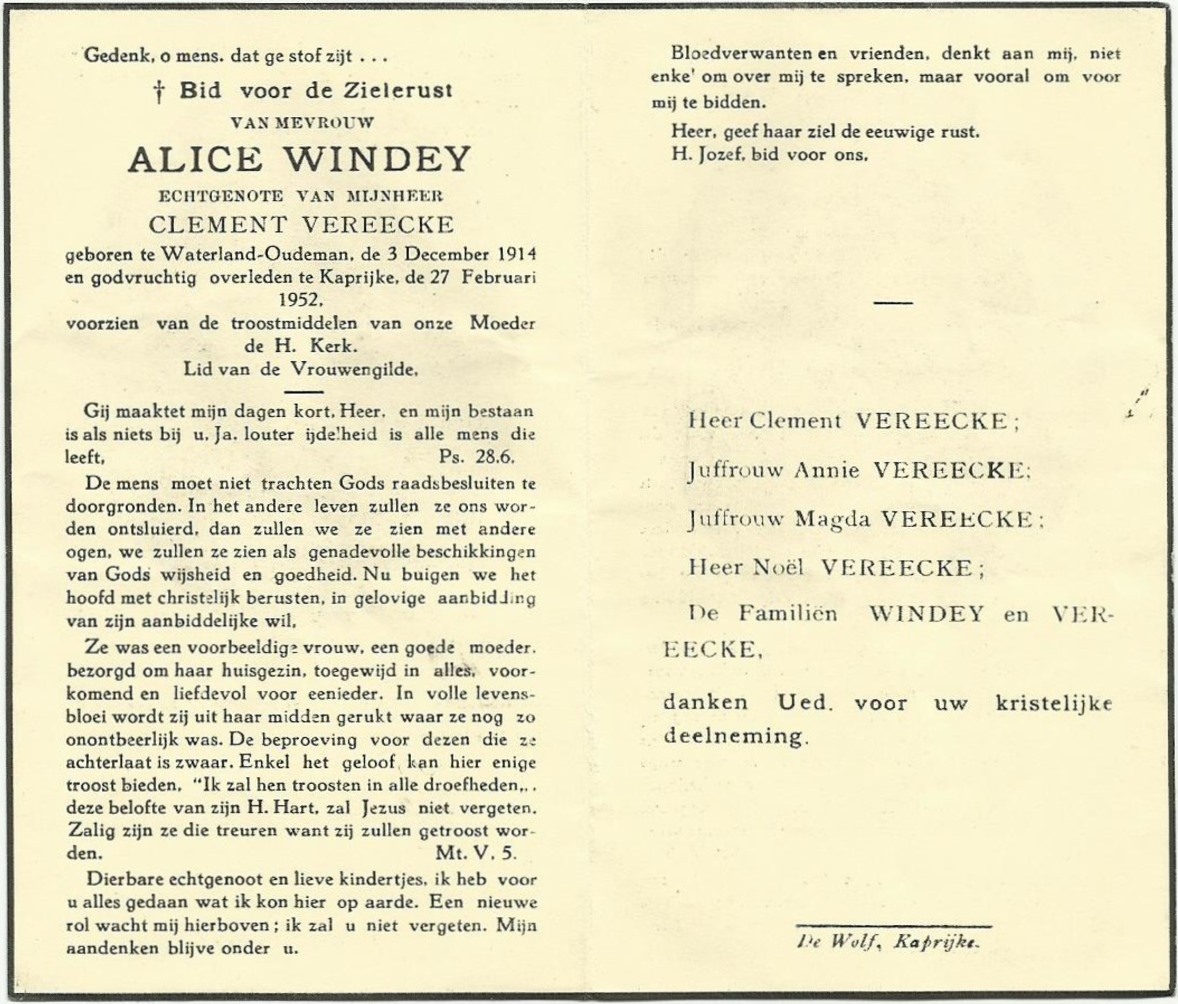 Gedenk, o mens. dat ge stof zijt . . .
† Bid voor de Zielerust
VAN MEVROUW
ALICE WINDEY
ECHTGENOTE VAN MIJNHEER
CLEMENT VEREECKE
geboren te Waterland-Oudeman, de 3 December 1914
en godvruchtig overleden te Kaprijke, de 27 Februari
1952,
voorzien van de troostmiddelen van onze Moeder
de H. Kerk.
Lid van de Vrouwengilde,
Gij maaktet mijn dagen kort, Heer, en mijn bestaan
is als niets bij u. Ja. louter ijdelheid is alle mens die
leeft, Ps. 28.6.
De mens moet niet trachten Gods raadsbesluiten te
doorgronden. In het andere leven zullen ze ons wor-
den ontsluierd, dan zullen we ze zien met andere
ogen, we zullen ze zien als genadevolle beschikkingen
van Gods wijsheid en goedheid. Nu buigen we het
hoofd met christelijk berusten, in gelovige aanbidding
van zijn aanbiddelijke wil,
Ze was een voorbeeldige vrouw, een goede moeder,
bezorgd om haar huisgezin, toegewijd in alles, voor-
komend en liefdevol voor eenieder. In volle levens-
bloei wordt zij uit haar midden gerukt waar ze nog zo
onontbeerlijk was. De beproeving voor dezen die ze
achterlaat is zwaar. Enkel het geloof kan hier enige
troost bieden, "Ik zal hen troosten in alle droefheden,,.
deze belofte van zijn H. Hart, zal Jezus niet vergeten.
Zalig zijn ze die treuren want zij zullen getroost wor-
den. Mt. V, 5.
Dierbare echtgenoot en lieve kindertjes, ik heb voor
u alles gedaan wat ik kon hier op aarde. Een nieuwe
rol wacht mij hierboven ; ik zal u niet vergeten. Mijn
aandenken blijve onder u.
Bloedverwanten en vrienden, denkt aan mij, niet
enke' om over mij te spreken, maar vooral om voor
mij te bidden.
Heer, geef haar ziel de eeuwige rust.
H. Jozef, bid voor ons,
Heer Clement VEREECKE ;
Juffrouw Annie VEREECKE;
Juffrouw Magda VEREECKE ;
Heer Noël VEREECKE ;
De Familiën WINDEY en VER-
EECKE,
danken Ued. voor uw kristelijke
deelneming.
De Wolf, Kaprijke.